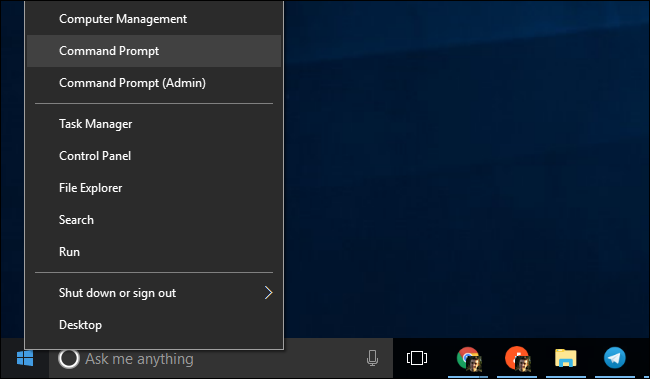 Computer Management
Command Prompt
Command Prompt (Admin)
Task Manager
Control Panel
File Explorer
Search
Run
Shut down or sign out
Desktop
Ask me anything